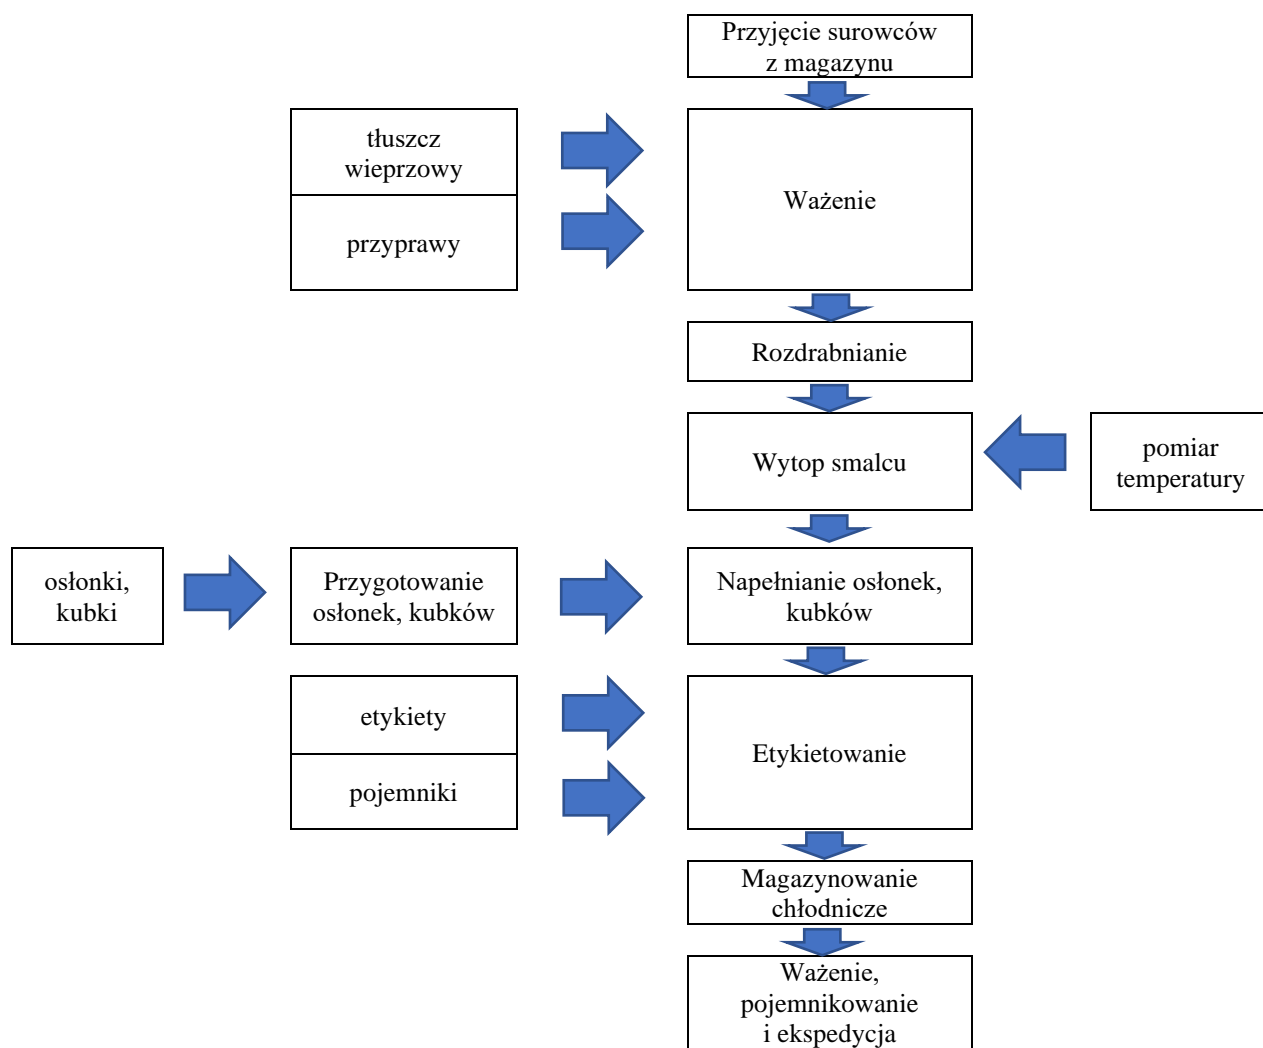 Przyjęcie surowców
z magazynu
tłuszcz
wieprzowy
przyprawy
Ważenie
Rozdrabnianie
Wytop smalcu
pomiar
temperatury
osłonki,
kubki
Przygotowanie
osłonek, kubków
Napełnianie osłonek,
kubków
etykiety
pojemniki
Etykietowanie
Magazynowanie
chłodnicze
Ważenie,
pojemnikowanie
i ekspedycja